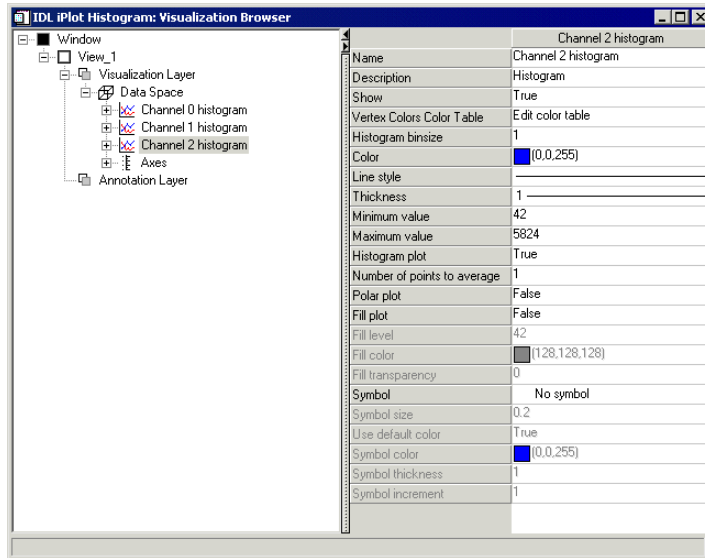 IDL iPlot Histogram: Visualization Browser
Window
View_1
Visualization Layer
Data Space
Channel 0 histogram
Channel 1 histogram
Channel 2 histogram
Axes
Annotation Layer
Channel 2 histogram
Name Channel 2 histogram
Description Histogram
Show True
Vertex Colors Color Table Edit color table
Histogram binsize 1
Color (0,0,255)
Line style
Thickness 1
Minimum value 42
Maximum value 5824
Histogram plot True
Number of points to average 1
Polar plot False
Fill plot False
Fill level 42
Fill color (128,128,128)
Fill transparency 0
Symbol No symbol
Symbol size 0.2
Use default color True
Symbol color (0,0,255)
Symbol thickness 1
Symbol increment 1